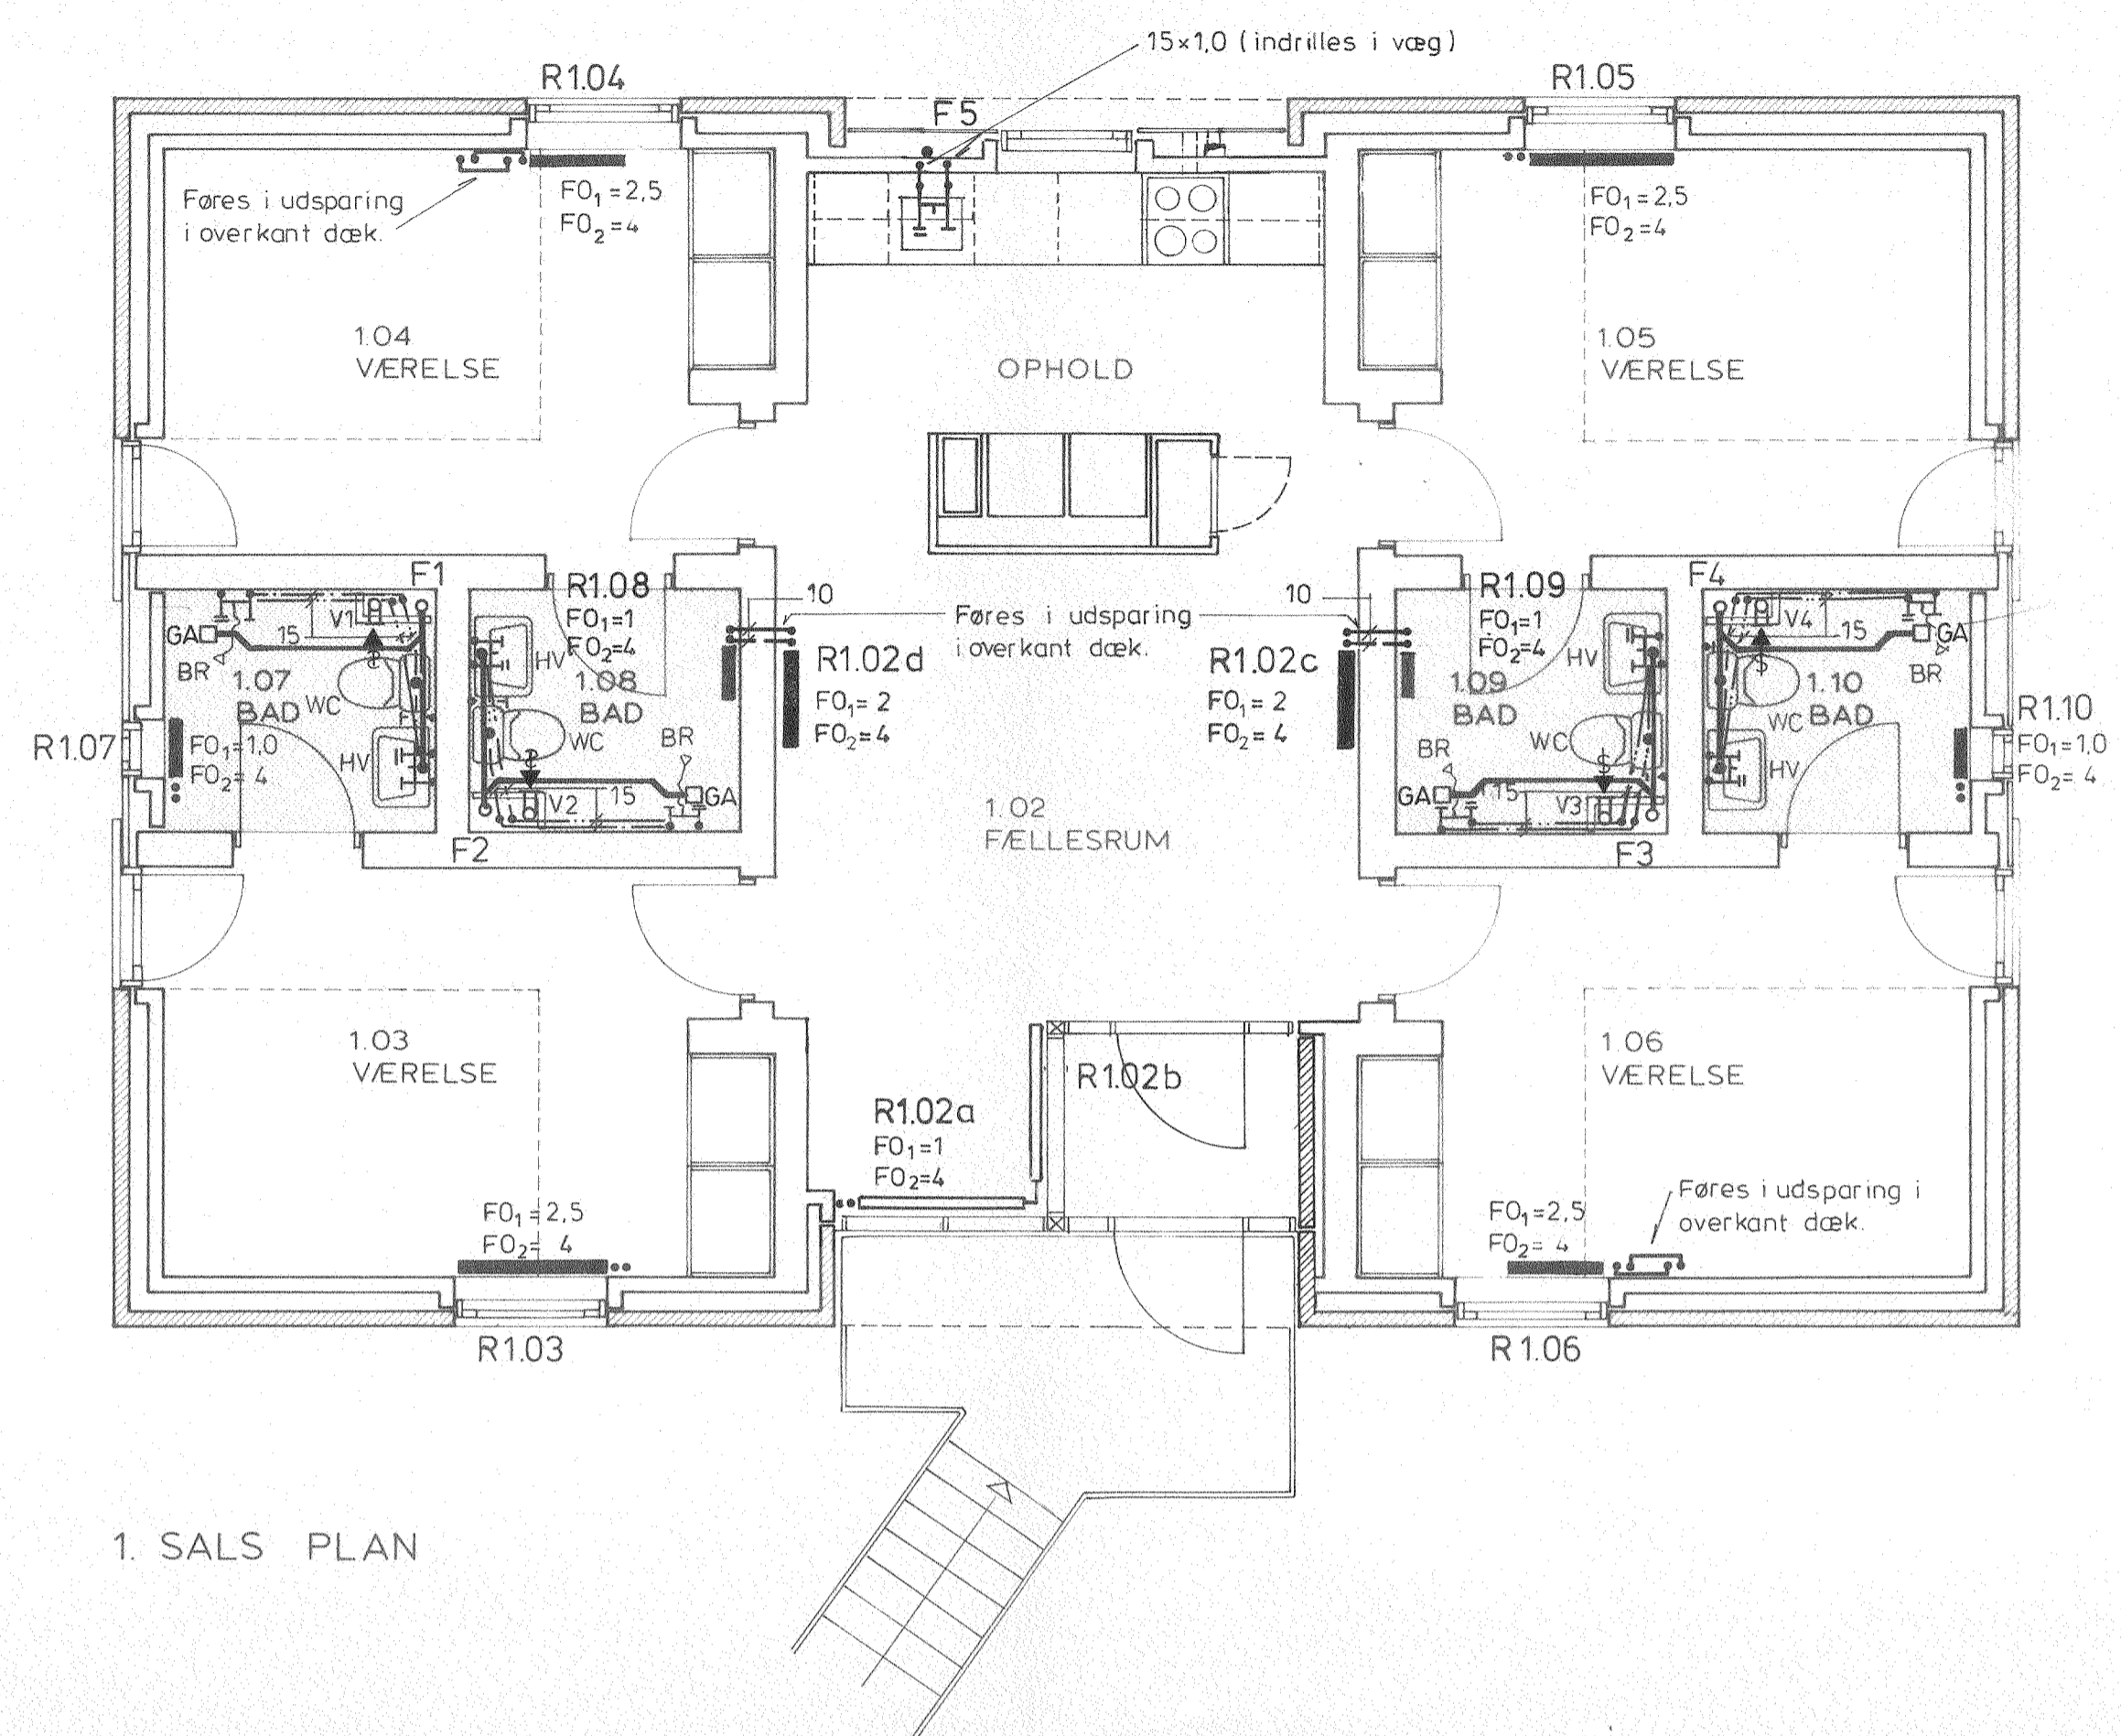 15×1,0 (indrilles i væg)
R1.04
F5
R1.05
Føres i udsparing
i overkant dæk.
FO₁=2,5
FO₂=4
FO₁=2,5
FO₂=4
1.04
VÆRELSE
OPHOLD
1.05
VÆRELSE
F1
R1.08
FO₁=1
FO₂=4
10
Føres i udsparing
i overkant dæk.
10
R1.09
FO₁=1
FO₂=4
F4
GA
15
V1
BR
1.07
BAD
WC
HV
1.08
BAD
WC
BR
R1.02d
FO₁= 2
FO₂=4
R1.02c
FO₁= 2
FO₂= 4
1.09
BAD
HV
WC
BR
V4
15
GA
BR
1.10
BAD
WC
HV
R1.07
FO₁=1,0
FO₂= 4
HV
R1.10
FO₁=1,0
FO₂= 4
V2
15
GA
GA
15
V3
F2
1.02
FÆLLESRUM
F3
1.03
VÆRELSE
R1.02b
1.06
VÆRELSE
R1.02a
FO₁=1
FO₂=4
FO₁=2,5
FO₂= 4
FO₁=2,5
FO₂= 4
Føres i udsparing i
overkant dæk.
R1.03
R1.06
1. SALS PLAN